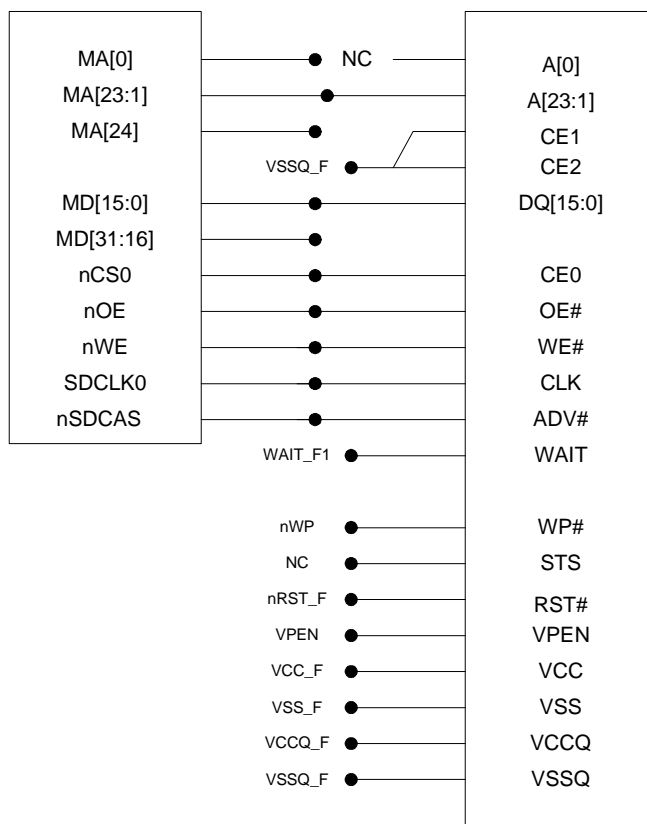 MA[0] NC A[0]
MA[23:1] A[23:1]
MA[24] CE1
VSSQ_F CE2
MD[15:0] DQ[15:0]
MD[31:16]
nCS0 CE0
nOE OE#
nWE WE#
SDCLK0 CLK
nSDCAS ADV#
WAIT_F1 WAIT
nWP WP#
NC STS
nRST_F RST#
VPEN VPEN
VCC_F VCC
VSS_F VSS
VCCQ_F VCCQ
VSSQ_F VSSQ